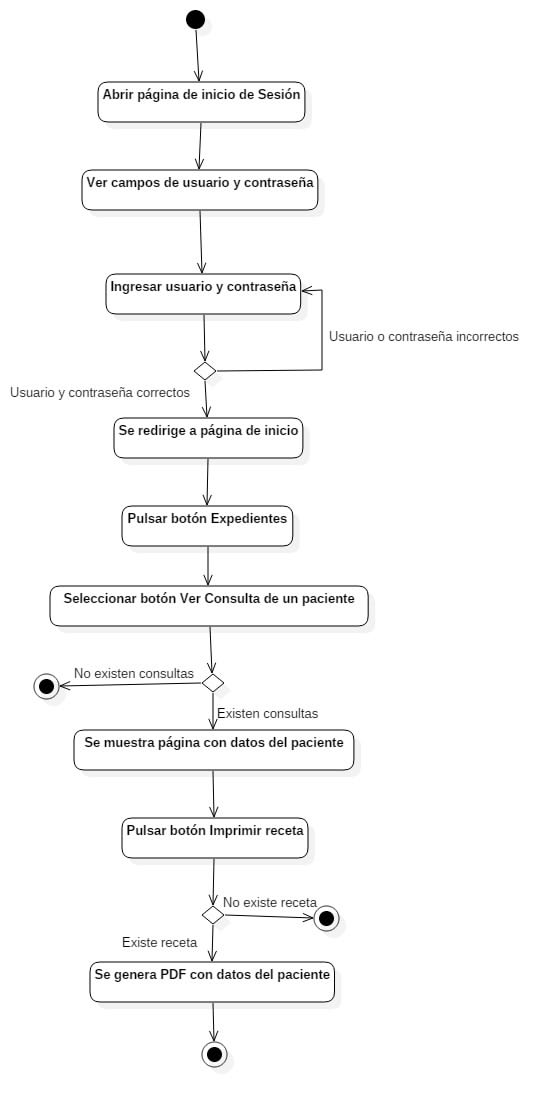 Abrir página de inicio de Sesión
Ver campos de usuario y contraseña
Ingresar usuario y contraseña
Usuario o contraseña incorrectos
Usuario y contraseña correctos
Se redirige a página de inicio
Pulsar botón Expedientes
Seleccionar botón Ver Consulta de un paciente
No existen consultas
Existen consultas
Se muestra página con datos del paciente
Pulsar botón Imprimir receta
No existe receta
Existe receta
Se genera PDF con datos del paciente